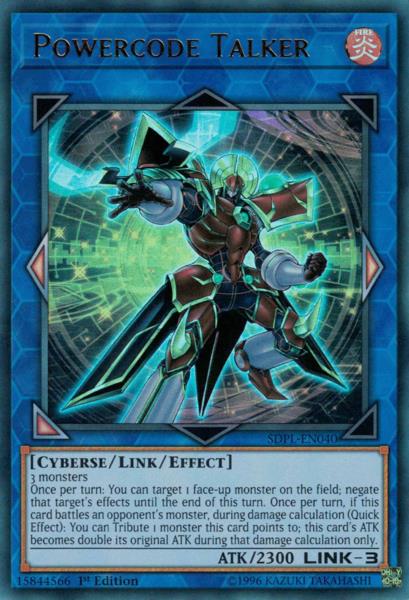 POWERCODE TALKER
FIRE
炎
SDPL-EN040
[CYBERSE/LINK/EFFECT]
3 monsters
Once per turn: You can target 1 face-up monster on the field; negate
that target's effects until the end of this turn. Once per turn, if this
card battles an opponent's monster, during damage calculation (Quick
Effect): You can Tribute 1 monster this card points to; this card's ATK
becomes double its original ATK during that damage calculation only.
ATK/2300 LINK-3
15844566 1st Edition ©1996 KAZUKI TAKAHASHI